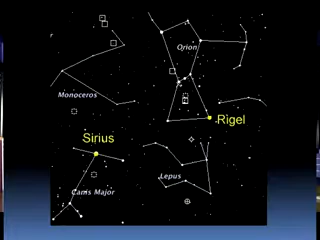 Orion
Monoceros
Rigel
Sirius
Lepus
Canis Major